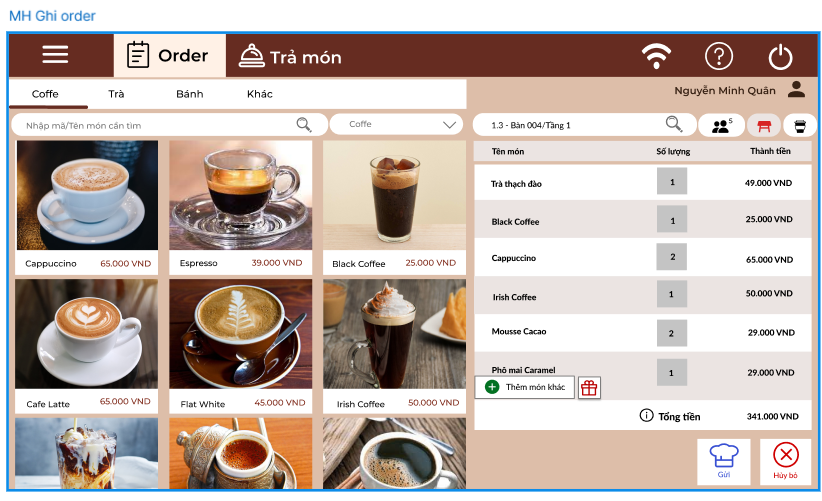 MH Ghi order
Order
Trả món
?
Nguyễn Minh Quân
Coffe
Trà
Bánh
Khác
Nhập mã/Tên món cần tìm
Coffe
1.3 - Bàn 004/Tầng 1
5
Cappuccino 65.000 VND
Espresso 39.000 VND
Black Coffee 25.000 VND
Cafe Latte 65.000 VND
Flat White 45.000 VND
Irish Coffee 50.000 VND
Tên món Số lượng Thành tiền
Trà thạch đào 1 49.000 VND
Black Coffee 1 25.000 VND
Cappuccino 2 65.000 VND
Irish Coffee 1 50.000 VND
Mousse Cacao 2 29.000 VND
Phô mai Caramel 1 29.000 VND
Thêm món khác
Tổng tiền 341.000 VND
Gửi
Hủy bỏ